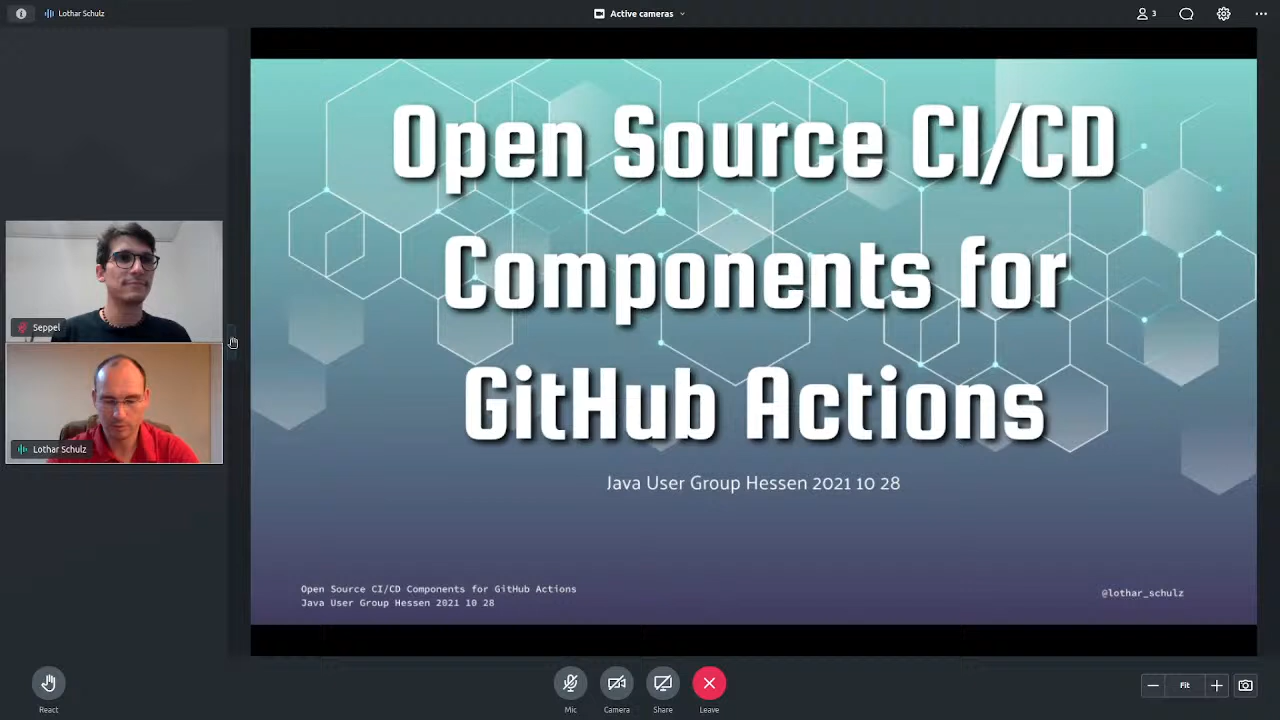 Lothar Schulz
Active cameras
3
Open Source CI/CD
Components for
GitHub Actions
Java User Group Hessen 2021 10 28
Open Source CI/CD Components for GitHub Actions
Java User Group Hessen 2021 10 28
@lothar_schulz
Seppel
Lothar Schulz
React
Mic
Camera
Share
Leave
Fit